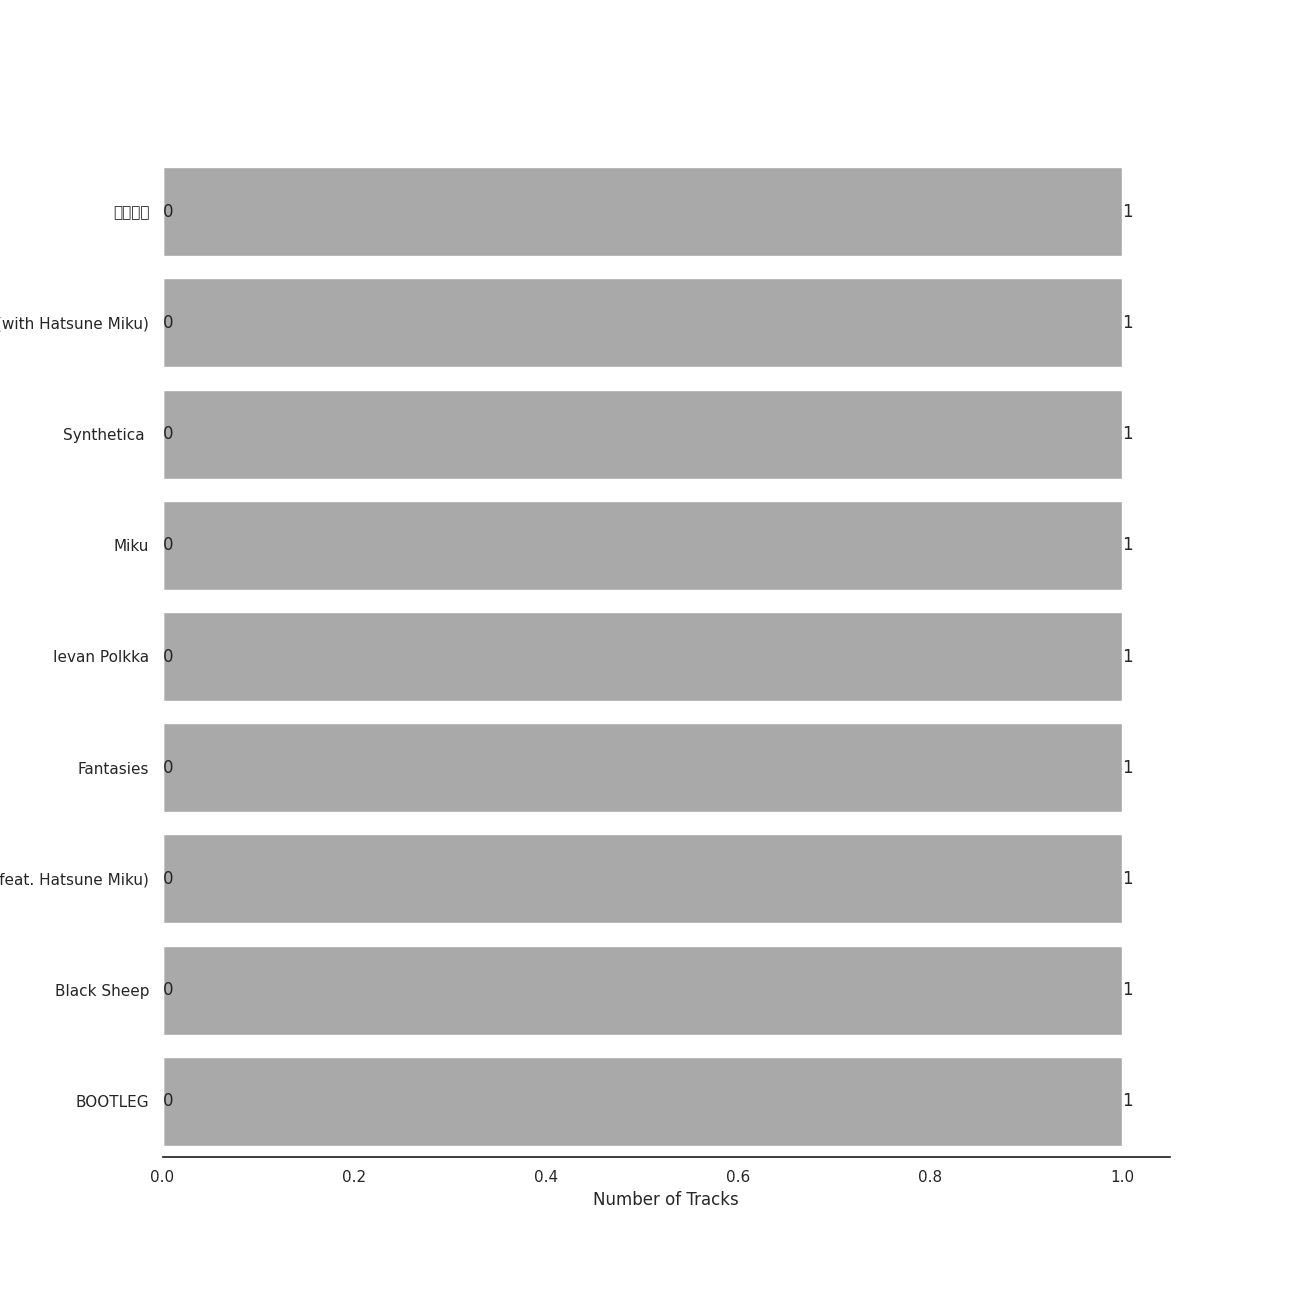 0 1
(with Hatsune Miku) 0 1
Synthetica 0 1
Miku 0 1
Ievan Polkka 0 1
Fantasies 0 1
feat. Hatsune Miku) 0 1
Black Sheep 0 1
BOOTLEG 0 1
0.0 0.2 0.4 0.6 0.8 1.0
Number of Tracks